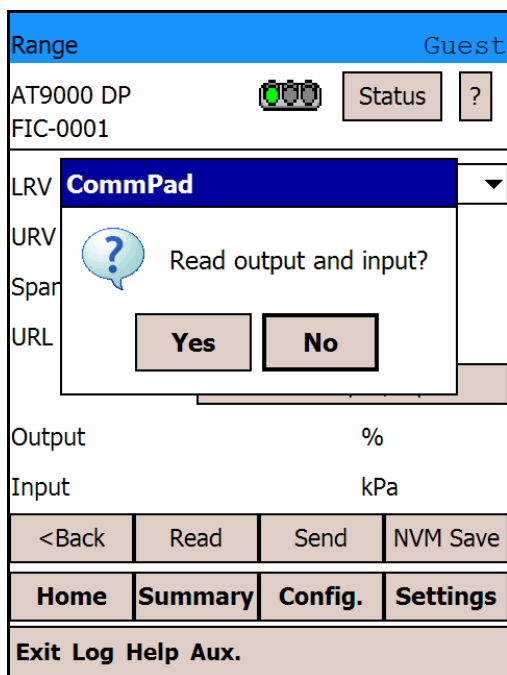 Range Guest
AT9000 DP Status ?
FIC-0001
LRV
CommPad
URV
Read output and input?
Span
URL
Yes No
Output %
Input kPa
<Back Read Send NVM Save
Home Summary Config. Settings
Exit Log Help Aux.